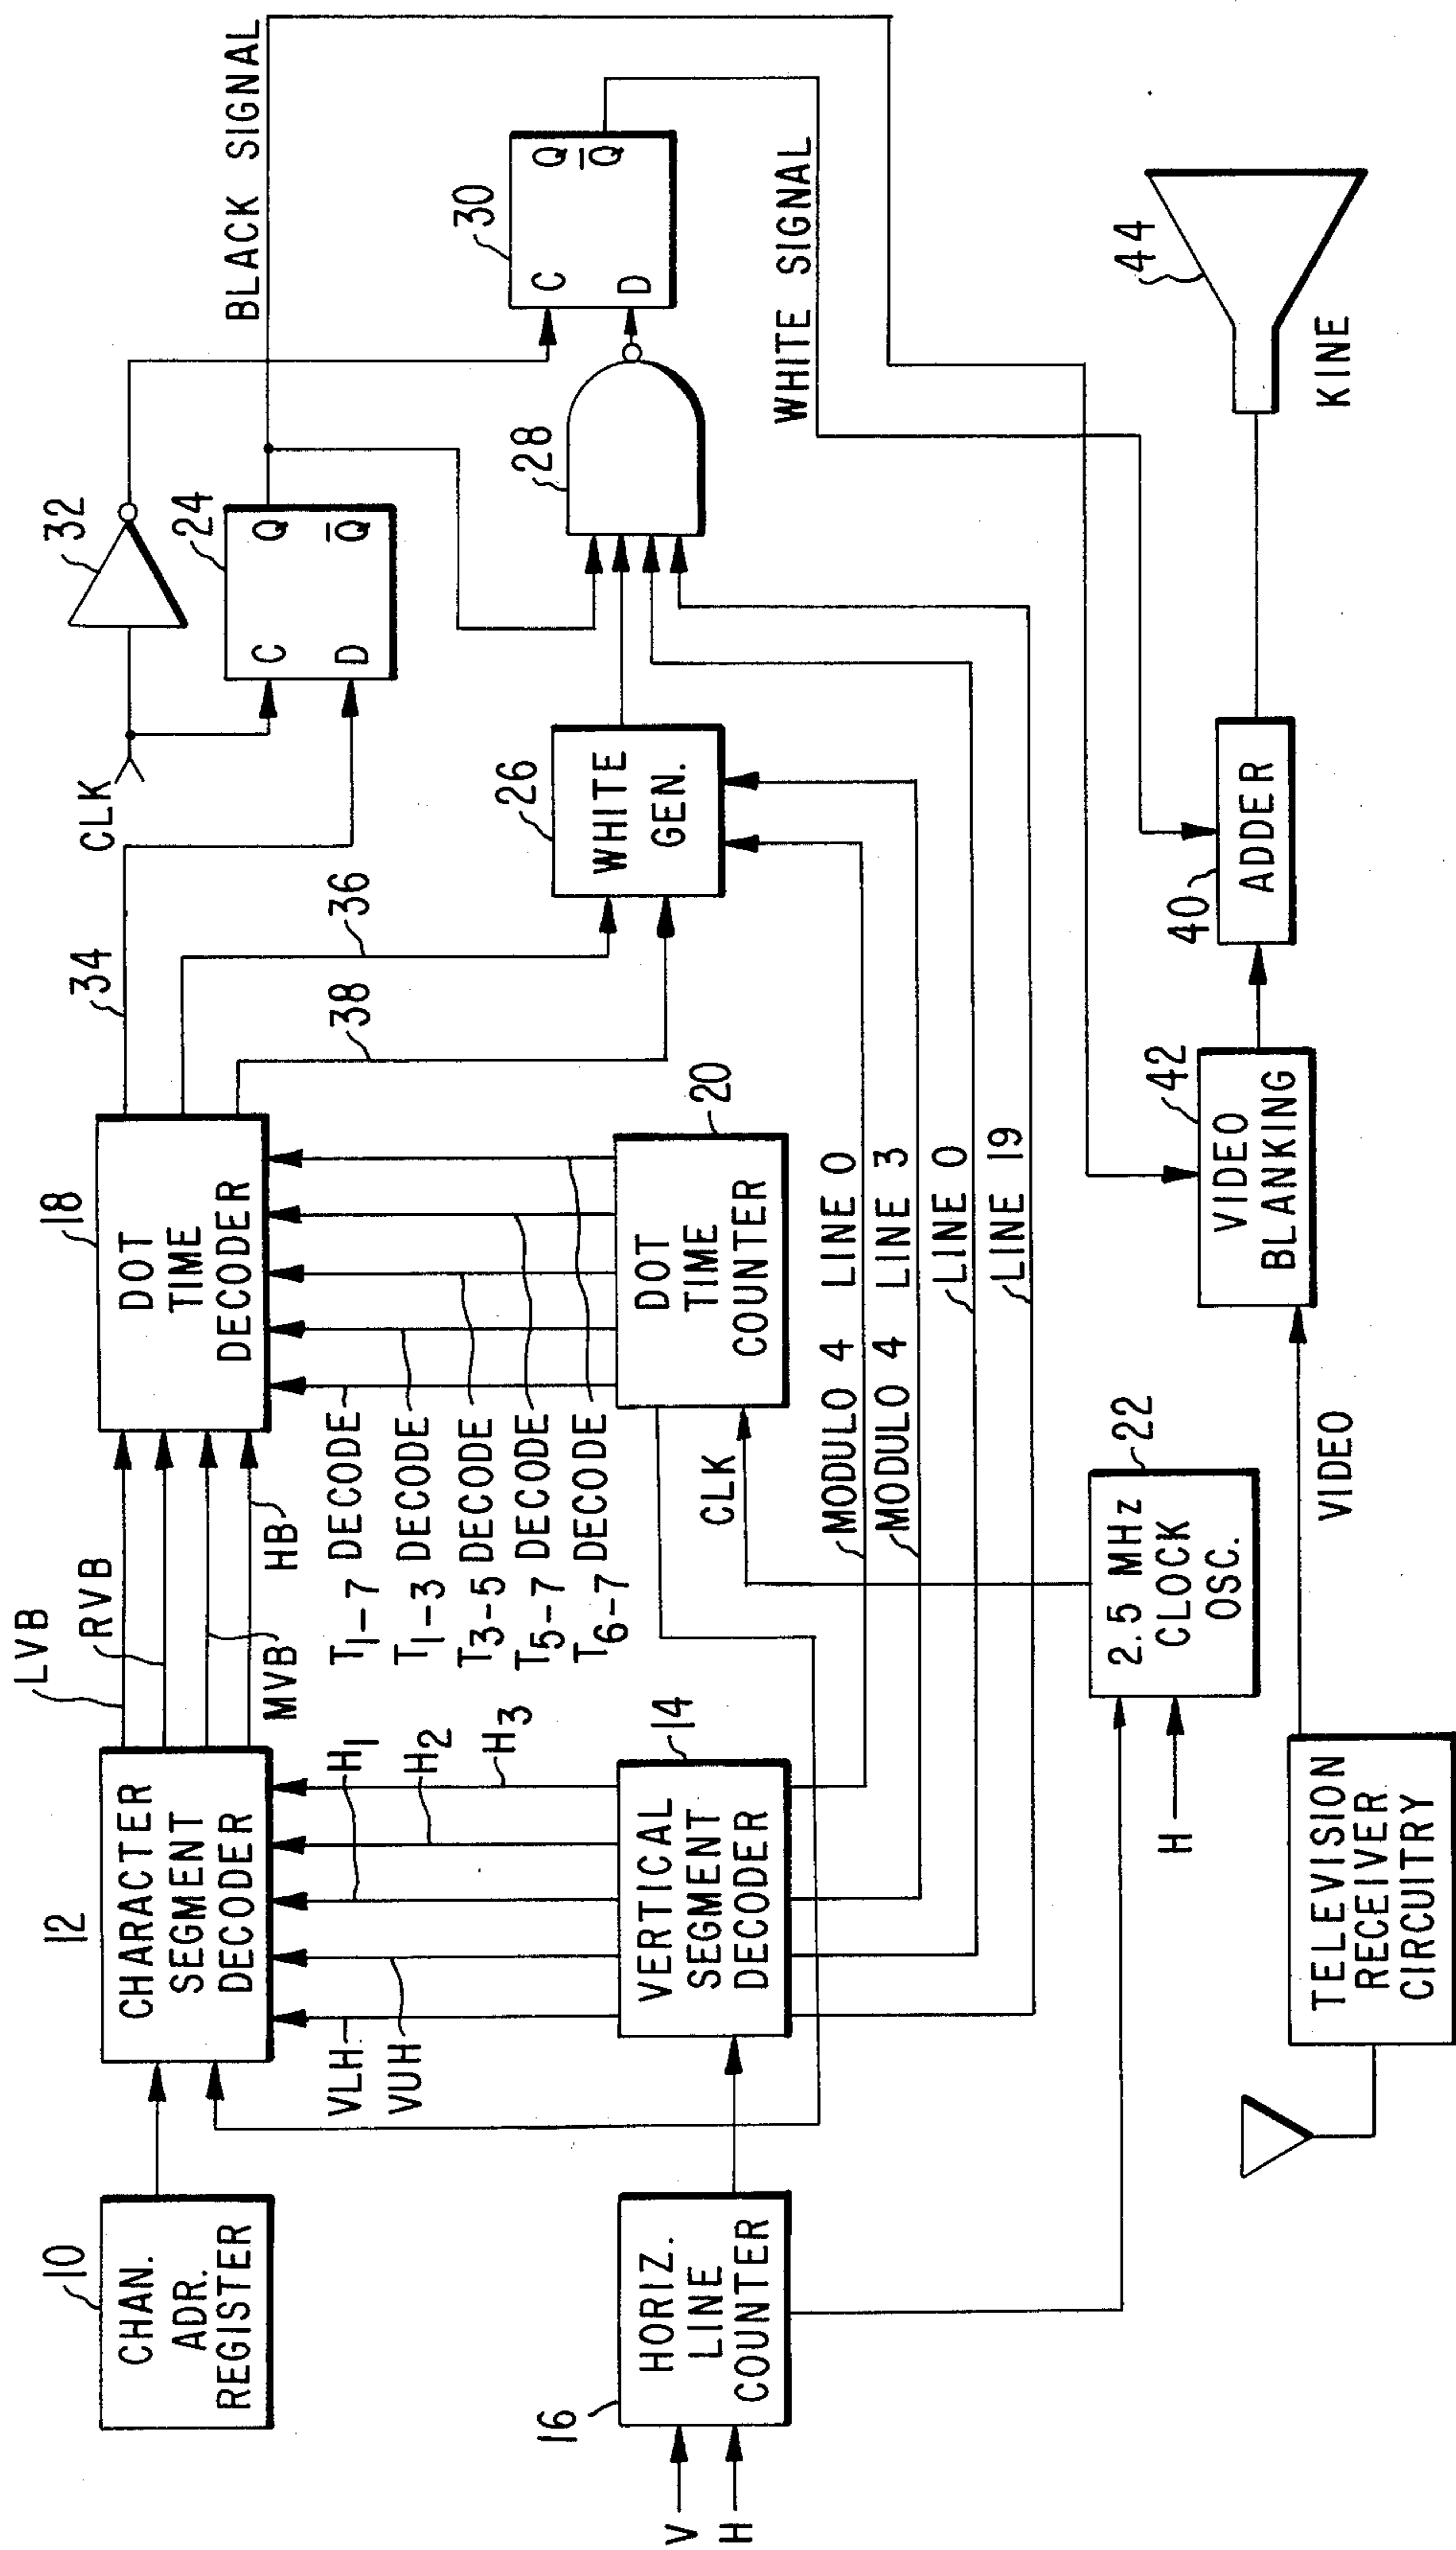 BLACK SIGNAL
32
CLK
24
C
Q
D
Q
30
C
Q
D
Q
28
WHITE SIGNAL
34
36
38
26
WHITE
GEN.
18
DOT
TIME
DECODER
LVB
RVB
MVB
HB
12
CHARACTER
SEGMENT
DECODER
10
CHAN.
ADR.
REGISTER
VLH
VUH
H1
H2
H3
T1-7 DECODE
T1-3 DECODE
T3-5 DECODE
T5-7 DECODE
T6-7 DECODE
20
DOT
TIME
COUNTER
CLK
14
VERTICAL
SEGMENT
DECODER
16
HORIZ.
LINE
COUNTER
V
H
MODULO 4 LINE 0
MODULO 4 LINE 3
LINE 0
LINE 19
22
2.5 MHz
CLOCK
OSC.
H
TELEVISION
RECEIVER
CIRCUITRY
VIDEO
42
VIDEO
BLANKING
40
ADDER
44
KINE